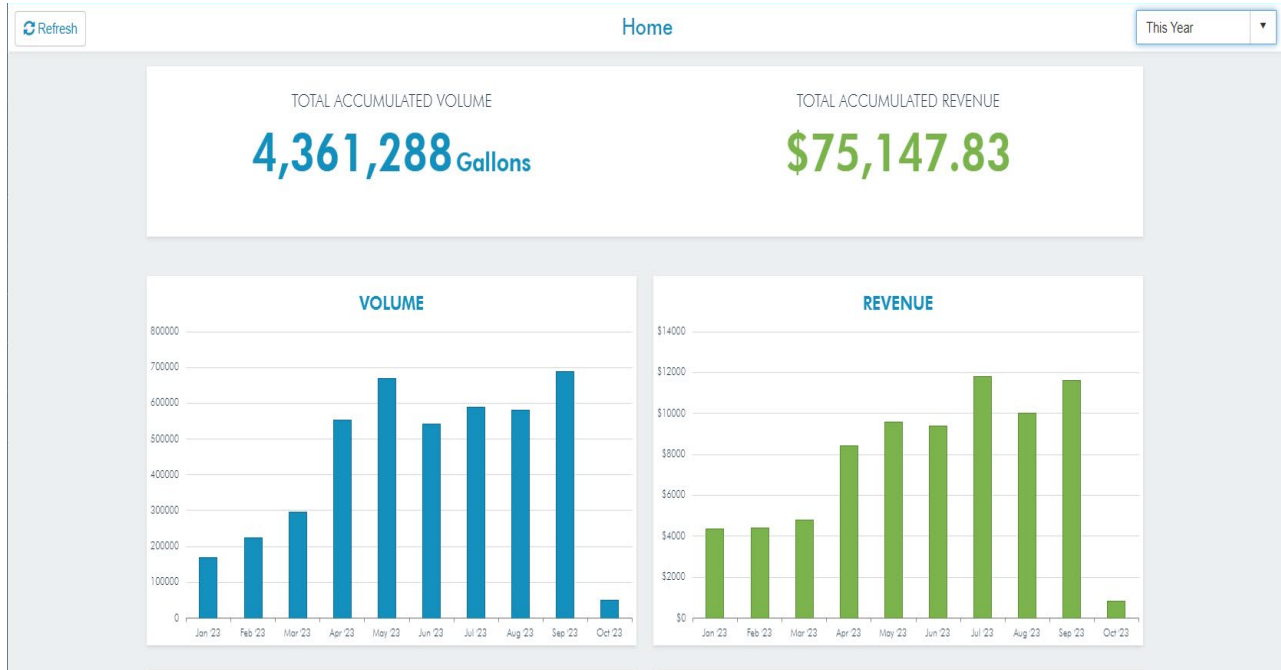 Refresh
Home
This Year
TOTAL ACCUMULATED VOLUME
4,361,288 Gallons
TOTAL ACCUMULATED REVENUE
$75,147.83
VOLUME
800000
700000
600000
500000
400000
300000
200000
100000
0
Jan '23 Feb '23 Mar '23 Apr '23 May '23 Jun '23 Jul '23 Aug '23 Sep '23 Oct '23
REVENUE
$14000
$12000
$10000
$8000
$6000
$4000
$2000
$0
Jan '23 Feb '23 Mar '23 Apr '23 May '23 Jun '23 Jul '23 Aug '23 Sep '23 Oct '23